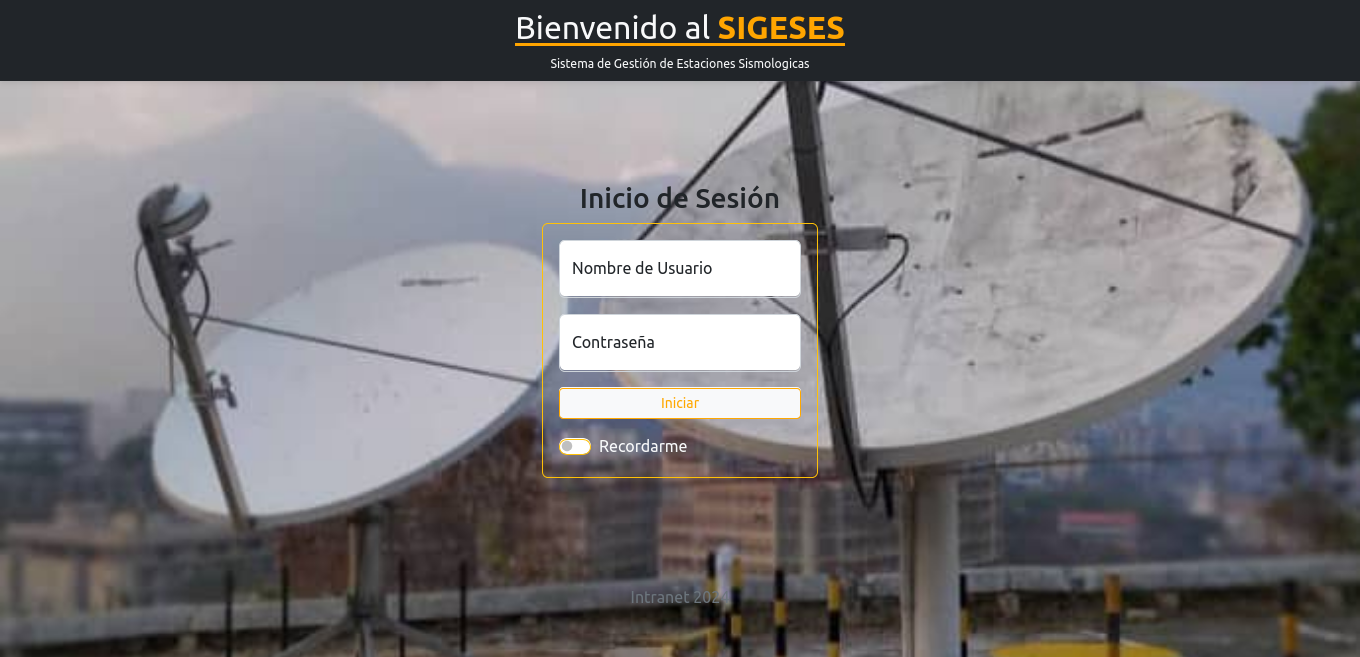 Bienvenido al SIGESES
Sistema de Gestión de Estaciones Sismologicas
Inicio de Sesión
Nombre de Usuario
Contraseña
Iniciar
Recordarme
Intranet